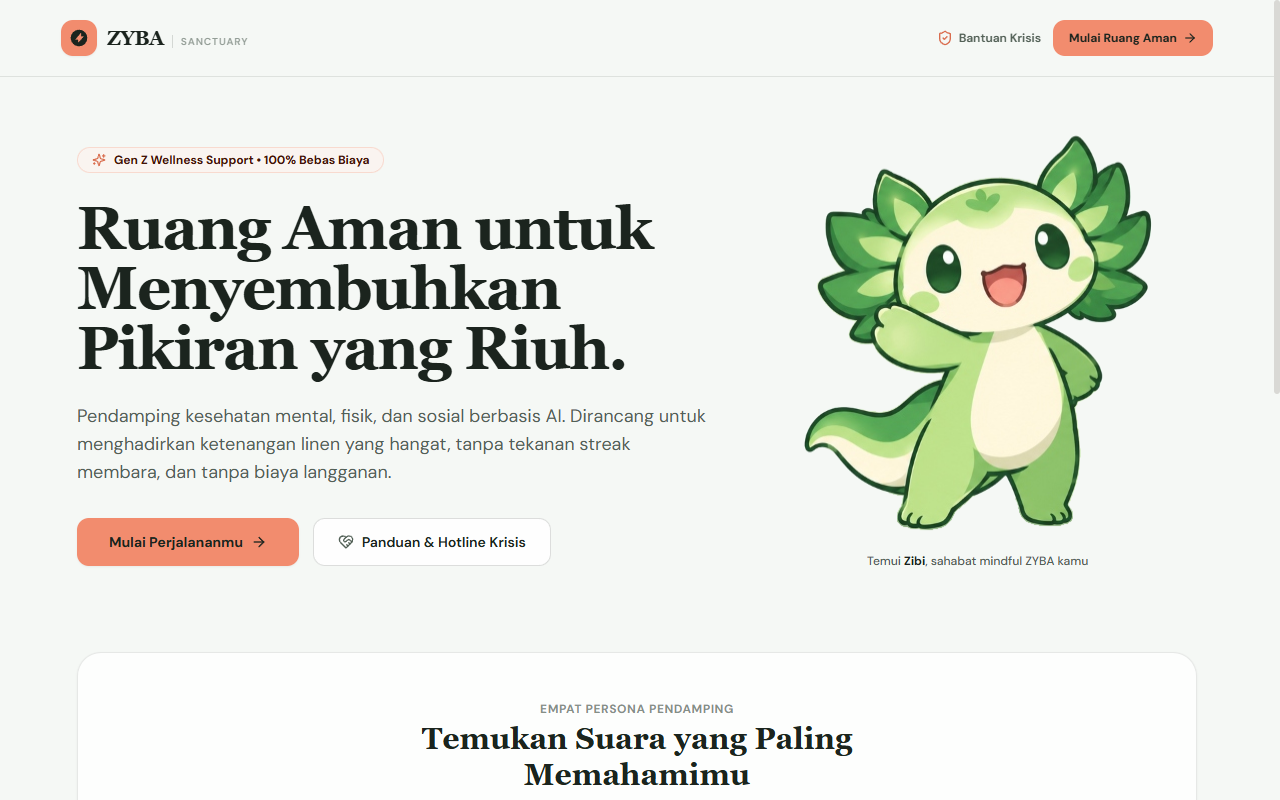 ZYBA
SANCTUARY
Bantuan Krisis
Mulai Ruang Aman
Gen Z Wellness Support • 100% Bebas Biaya
Ruang Aman untuk
Menyembuhkan
Pikiran yang Riuh.
Pendamping kesehatan mental, fisik, dan sosial berbasis AI. Dirancang untuk
menghadirkan ketenangan linen yang hangat, tanpa tekanan streak
membara, dan tanpa biaya langganan.
Mulai Perjalananmu
Panduan & Hotline Krisis
Temui Zibi, sahabat mindful ZYBA kamu
EMPAT PERSONA PENDAMPING
Temukan Suara yang Paling
Memahamimu